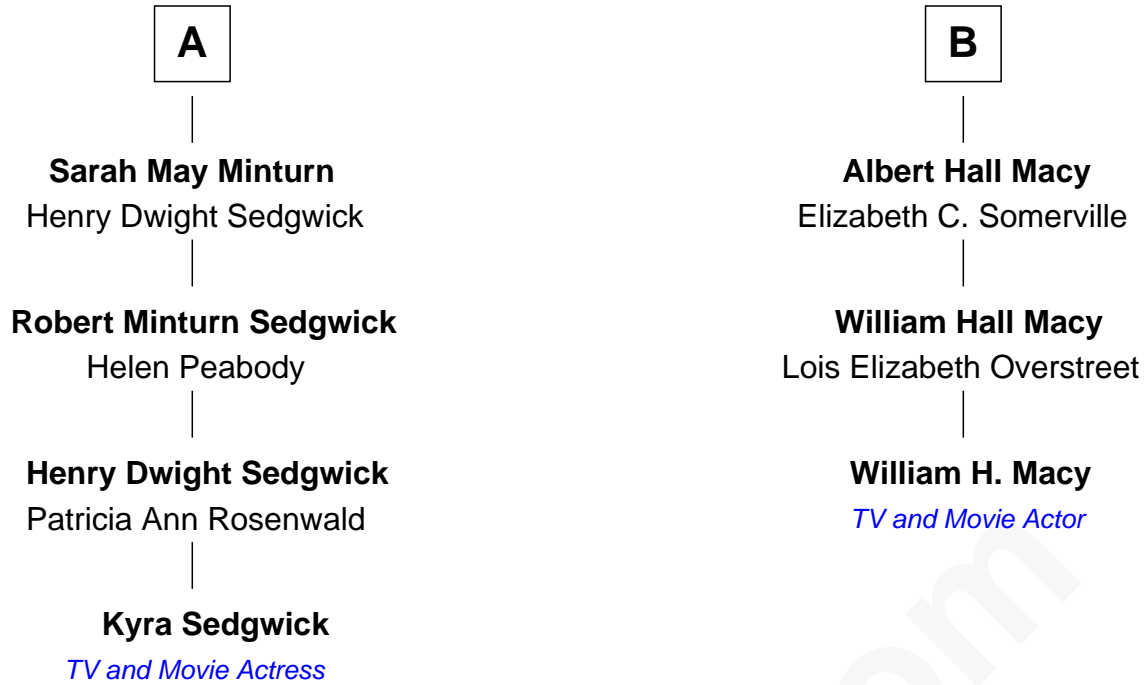 A
Sarah May Minturn
Henry Dwight Sedgwick
Robert Minturn Sedgwick
Helen Peabody
Henry Dwight Sedgwick
Patricia Ann Rosenwald
Kyra Sedgwick
TV and Movie Actress
B
Albert Hall Macy
Elizabeth C. Somerville
William Hall Macy
Lois Elizabeth Overstreet
William H. Macy
TV and Movie Actor
om